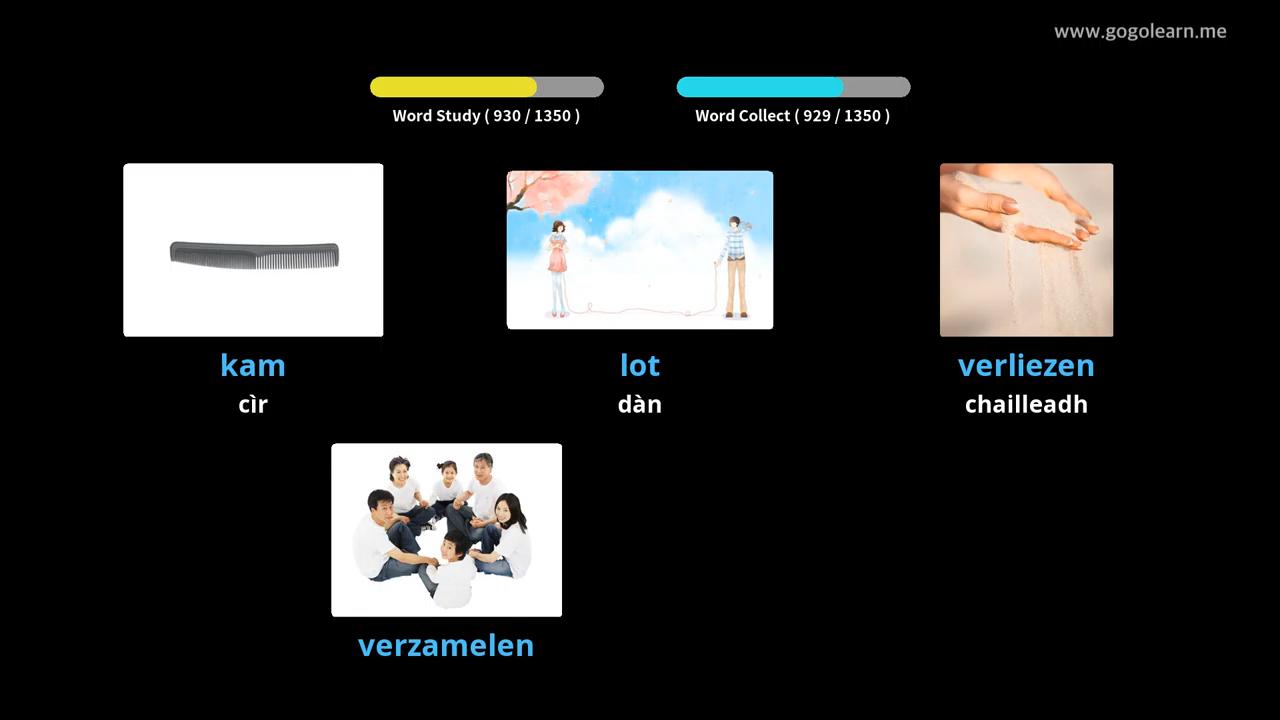 www.gogolearn.me
Word Study ( 930 / 1350 )
Word Collect ( 929 / 1350 )
kam
lot
verliezen
cìr
dàn
chailleadh
verzamelen